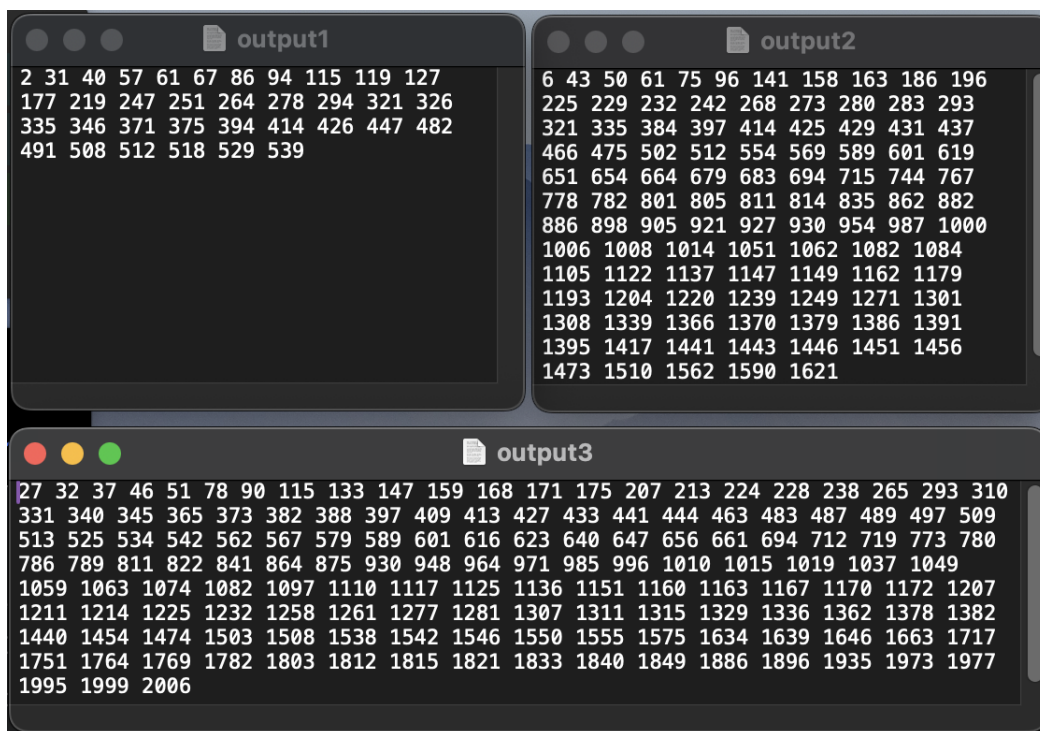 output1
2 31 40 57 61 67 86 94 115 119 127
177 219 247 251 264 278 294 321 326
335 346 371 375 394 414 426 447 482
491 508 512 518 529 539
output2
6 43 50 61 75 96 141 158 163 186 196
225 229 232 242 268 273 280 283 293
321 335 384 397 414 425 429 431 437
466 475 502 512 554 569 589 601 619
651 654 664 679 683 694 715 744 767
778 782 801 805 811 814 835 862 882
886 898 905 921 927 930 954 987 1000
1006 1008 1014 1051 1062 1082 1084
1105 1122 1137 1147 1149 1162 1179
1193 1204 1220 1239 1249 1271 1301
1308 1339 1366 1370 1379 1386 1391
1395 1417 1441 1443 1446 1451 1456
1473 1510 1562 1590 1621
output3
27 32 37 46 51 78 90 115 133 147 159 168 171 175 207 213 224 228 238 265 293 310
331 340 345 365 373 382 388 397 409 413 427 433 441 444 463 483 487 489 497 509
513 525 534 542 562 567 579 589 601 616 623 640 647 656 661 694 712 719 773 780
786 789 811 822 841 864 875 930 948 964 971 985 996 1010 1015 1019 1037 1049
1059 1063 1074 1082 1097 1110 1117 1125 1136 1151 1160 1163 1167 1170 1172 1207
1211 1214 1225 1232 1258 1261 1277 1281 1307 1311 1315 1329 1336 1362 1378 1382
1440 1454 1474 1503 1508 1538 1542 1546 1550 1555 1575 1634 1639 1646 1663 1717
1751 1764 1769 1782 1803 1812 1815 1821 1833 1840 1849 1886 1896 1935 1973 1977
1995 1999 2006